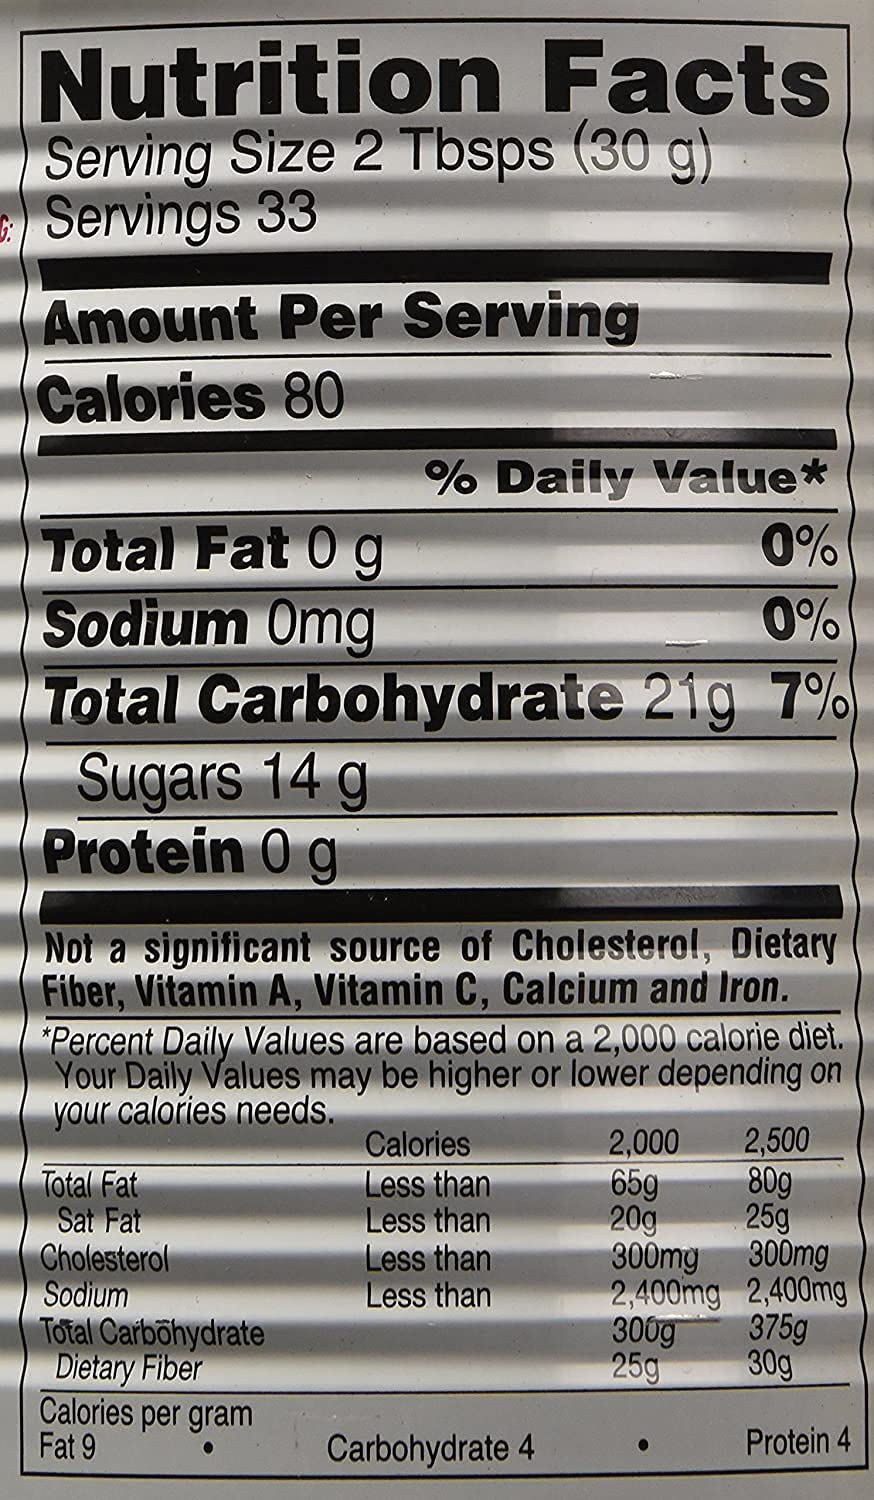 Nutrition Facts
Serving Size 2 Tbsps (30 g)
Servings 33
G:
Amount Per Serving
Calories 80
% Daily Value*
Total Fat 0 g 0%
Sodium 0mg 0%
Total Carbohydrate 21g 7%
Sugars 14 g
Protein 0 g
Not a significant source of Cholesterol, Dietary
Fiber, Vitamin A, Vitamin C, Calcium and Iron.
*Percent Daily Values are based on a 2,000 calorie diet.
Your Daily Values may be higher or lower depending on
your calories needs.
Calories 2,000 2,500
Total Fat Less than 65g 80g
Sat Fat Less than 20g 25g
Cholesterol Less than 300mg 300mg
Sodium Less than 2,400mg 2,400mg
Total Carbohydrate 300g 375g
Dietary Fiber 25g 30g
Calories per gram
Fat 9 • Carbohydrate 4 • Protein 4